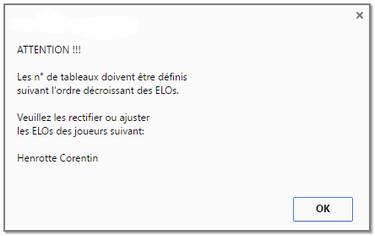 ATTENTION !!!
Les n° de tableaux doivent être définis
suivant l'ordre décroissant des ELOs.
Veuillez les rectifier ou ajuster
les ELOs des joueurs suivant:
Henrotte Corentin
OK